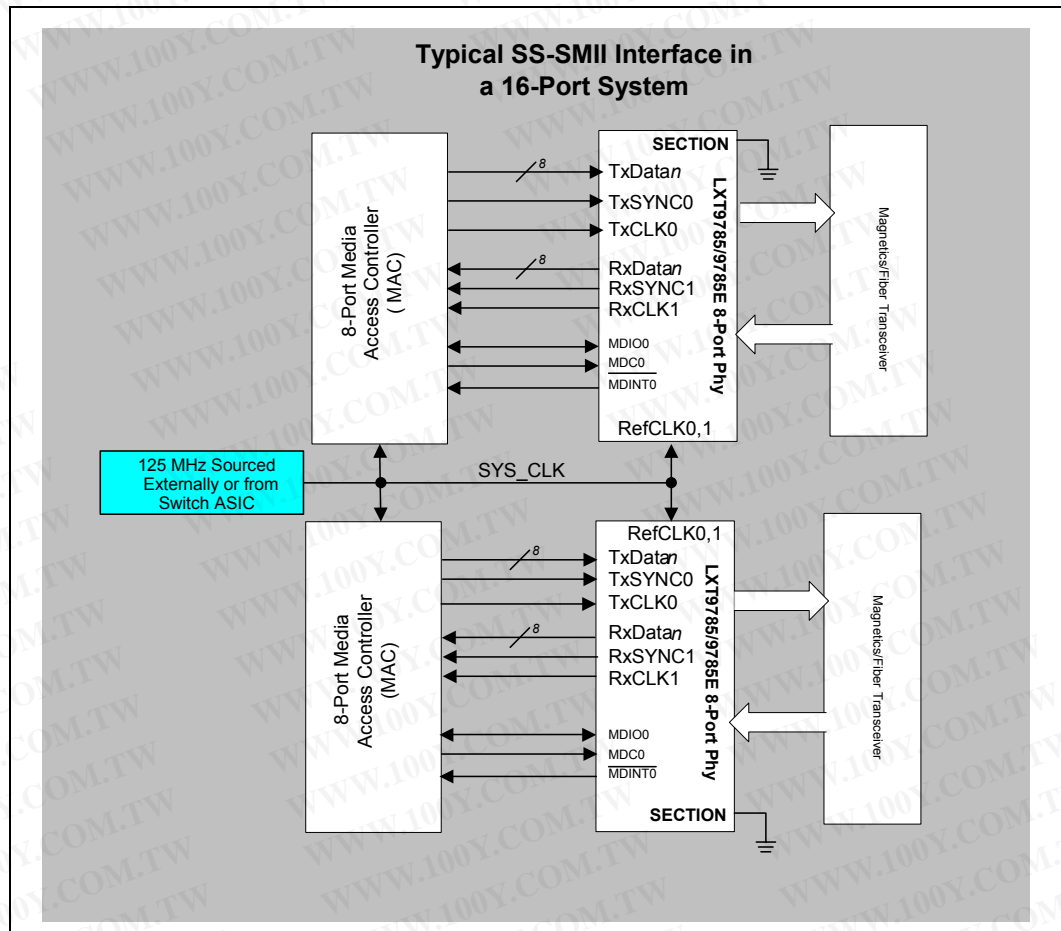 Typical SS-SMII Interface in
a 16-Port System
8-Port Media
Access Controller
( MAC)
SECTION
8
TxDatan
TxSYNC0
TxCLK0
8
RxDatan
RxSYNC1
RxCLK1
MDIO0
MDC0
MDINT0
RefCLK0,1
LXT9785/9785E 8-Port Phy
Magnetics/Fiber Transceiver
125 MHz Sourced
Externally or from
Switch ASIC
SYS_CLK
8-Port Media
Access Controller
(MAC)
RefCLK0,1
8
TxDatan
TxSYNC0
TxCLK0
8
RxDatan
RxSYNC1
RxCLK1
MDIO0
MDC0
MDINT0
SECTION
LXT9785/9785E 8-Port Phy
Magnetics/Fiber Transceiver
WWW.100Y.COM.TW